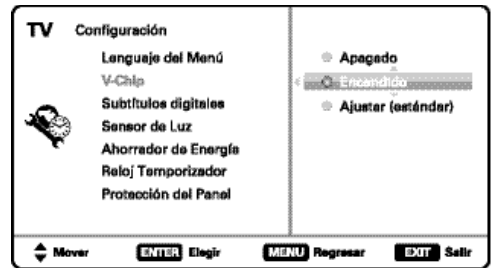 TV Configuración
Lenguaje del Menú
V-Chip
Subtítulos digitales
Sensor de Luz
Ahorrador de Energía
Reloj Temporizador
Protección del Panel
Apagado
Encendido
Ajustar (estándar)
Mover ENTER Elegir MENU Regresar EXIT Salir